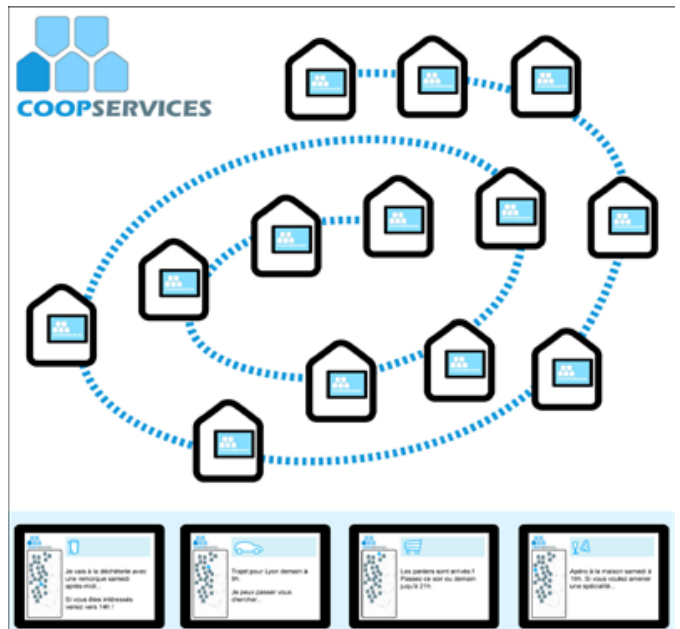 COOPSERVICES
Je vais à la déchèterie avec
une remorque samedi
après midi...
Si vous êtes intéressés
venez vers 14h !
Trajet pour Lyon demain à
9h.
Je peux passer vous
chercher...
Les paniers sont arrivés !
Passez ce soir ou demain
jusqu'à 21h.
Apéro à la maison samedi à
19h. Si vous voulez amener
une spécialité...